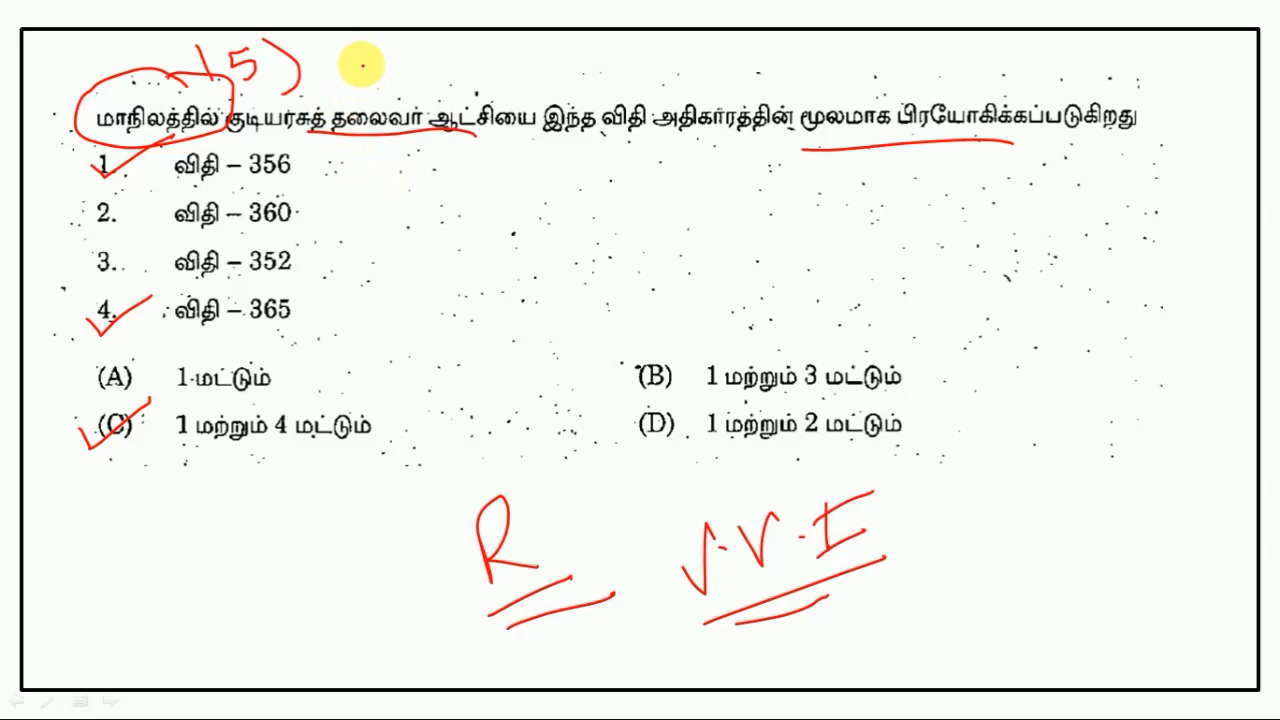 15)
மாநிலத்தில் குடியரசுத் தலைவர் ஆட்சியை இந்த விதி அதிகாரத்தின் மூலமாக பிரயோகிக்கப்படுகிறது
1. விதி – 356
2. விதி – 360
3. விதி – 352
4. விதி – 365
(A) 1 மட்டும் (B) 1 மற்றும் 3 மட்டும்
(C) 1 மற்றும் 4 மட்டும் (D) 1 மற்றும் 2 மட்டும்
R V.V.I